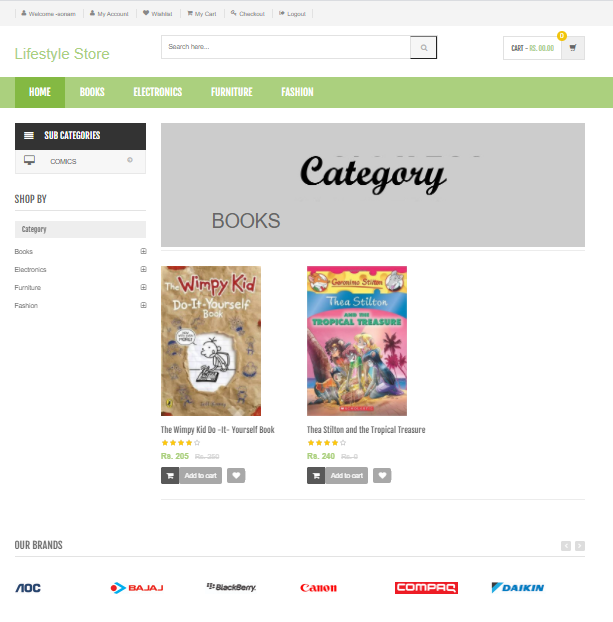 Welcome -sonam My Account Wishlist My Cart Checkout Logout
Lifestyle Store
Search here...
CART - RS. 00.00
0
HOME BOOKS ELECTRONICS FURNITURE FASHION
SUB CATEGORIES
COMICS
SHOP BY
Category
Books
Electronics
Furniture
Fashion
Category
BOOKS
The Wimpy Kid
Do-It-Yourself
Book
Geronimo Stilton
Thea Stilton
AND THE
TROPICAL TREASURE
The Wimpy Kid Do -It- Yourself Book
Rs. 205 Rs. 350
Add to cart
Thea Stilton and the Tropical Treasure
Rs. 240 Rs. 0
Add to cart
OUR BRANDS
AOC BAJAJ BlackBerry. Canon COMPAQ DAIKIN